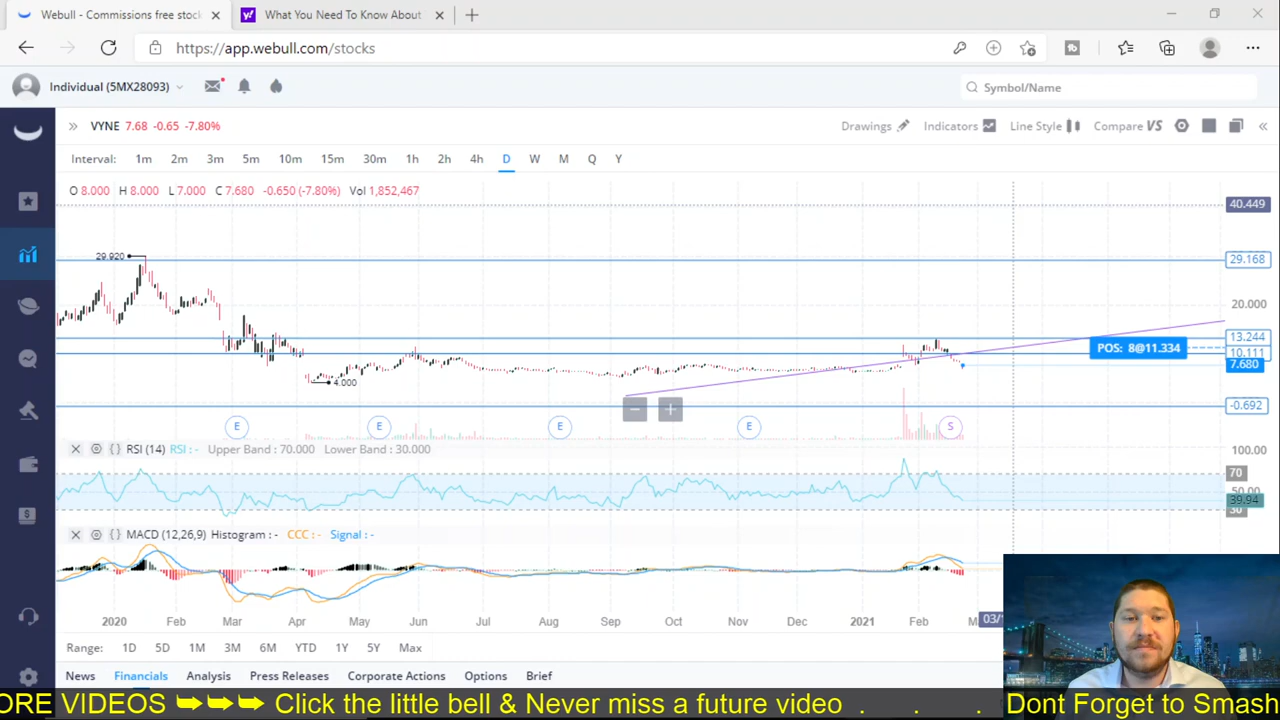 Webull - Commissions free stoc
What You Need To Know About
https://app.webull.com/stocks
Individual (5MX28093)
Symbol/Name
VYNE 7.68 -0.65 -7.80%
Drawings Indicators Line Style Compare VS
Interval: 1m 2m 3m 5m 10m 15m 30m 1h 2h 4h D W M Q Y
O 8.000 H 8.000 L 7.000 C 7.680 -0.650 (-7.80%) Vol 1,852,467
40.449
29.920
29.168
20.000
13.244
POS: 8@11.334
10.111
7.680
4.000
-0.692
E E E E S
RSI (14) RSI : - Upper Band : 70.000 Lower Band : 30.000
100.00
70
50.00
39.94
30
MACD (12,26,9) Histogram : - CCC : - Signal : -
2020 Feb Mar Apr May Jun Jul Aug Sep Oct Nov Dec 2021 Feb M 03/1
Range: 1D 5D 1M 3M 6M YTD 1Y 5Y Max
News Financials Analysis Press Releases Corporate Actions Options Brief
ORE VIDEOS ➥➥➥ Click the little bell & Never miss a future video . . . Dont Forget to Smash